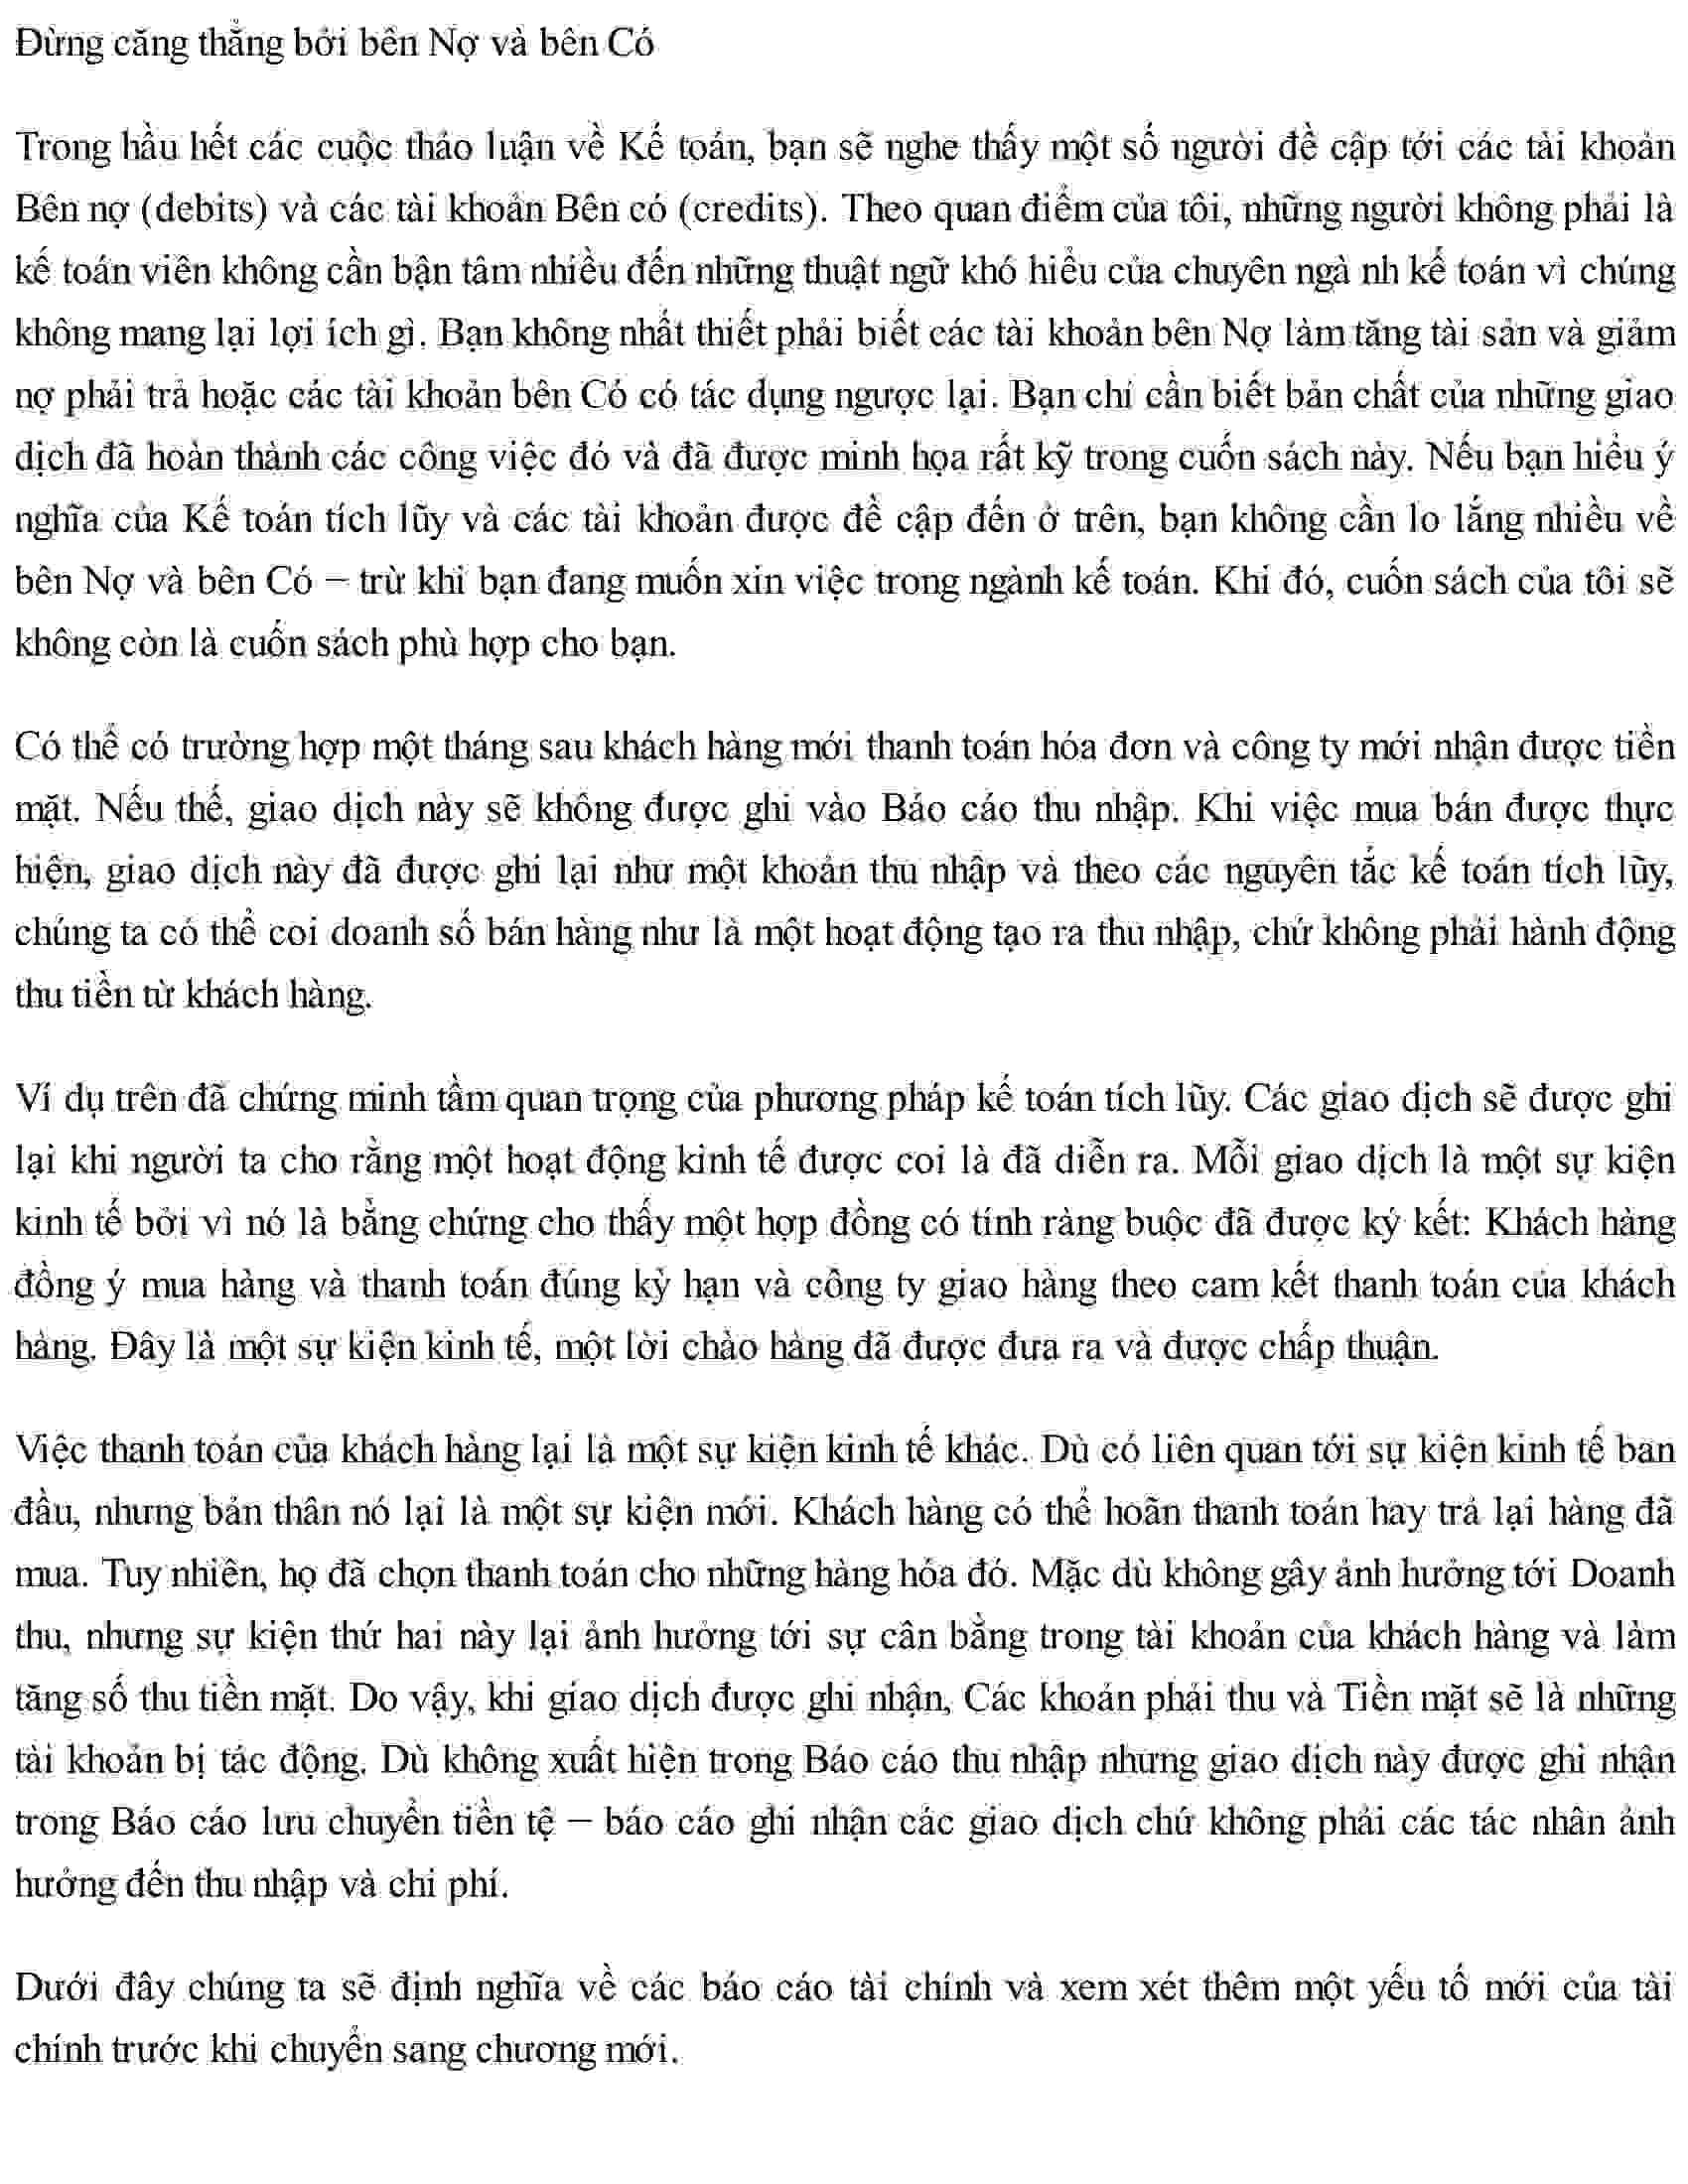 Đừng căng thẳng bởi bên Nợ và bên Có
Trong hầu hết các cuộc thảo luận về Kế toán, bạn sẽ nghe thấy một số người đề cập tới các tài khoản
Bên nợ (debits) và các tài khoản Bên có (credits). Theo quan điểm của tôi, những người không phải là
kế toán viên không cần bận tâm nhiều đến những thuật ngữ khó hiểu của chuyên ngà nh kế toán vì chúng
không mang lại lợi ích gì. Bạn không nhất thiết phải biết các tài khoản bên Nợ làm tăng tài sản và giảm
nợ phải trả hoặc các tài khoản bên Có có tác dụng ngược lại. Bạn chỉ cần biết bản chất của những giao
dịch đã hoàn thành các công việc đó và đã được minh họa rất kỹ trong cuốn sách này. Nếu bạn hiểu ý
nghĩa của Kế toán tích lũy và các tài khoản được đề cập đến ở trên, bạn không cần lo lắng nhiều về
bên Nợ và bên Có – trừ khi bạn đang muốn xin việc trong ngành kế toán. Khi đó, cuốn sách của tôi sẽ
không còn là cuốn sách phù hợp cho bạn.
Có thể có trường hợp một tháng sau khách hàng mới thanh toán hóa đơn và công ty mới nhận được tiền
mặt. Nếu thế, giao dịch này sẽ không được ghi vào Báo cáo thu nhập. Khi việc mua bán được thực
hiện, giao dịch này đã được ghi lại như một khoản thu nhập và theo các nguyên tắc kế toán tích lũy,
chúng ta có thể coi doanh số bán hàng như là một hoạt động tạo ra thu nhập, chứ không phải hành động
thu tiền từ khách hàng.
Ví dụ trên đã chứng minh tầm quan trọng của phương pháp kế toán tích lũy. Các giao dịch sẽ được ghi
lại khi người ta cho rằng một hoạt động kinh tế được coi là đã diễn ra. Mỗi giao dịch là một sự kiện
kinh tế bởi vì nó là bằng chứng cho thấy một hợp đồng có tính ràng buộc đã được ký kết: Khách hàng
đồng ý mua hàng và thanh toán đúng kỳ hạn và công ty giao hàng theo cam kết thanh toán của khách
hàng. Đây là một sự kiện kinh tế, một lời chào hàng đã được đưa ra và được chấp thuận.
Việc thanh toán của khách hàng lại là một sự kiện kinh tế khác. Dù có liên quan tới sự kiện kinh tế ban
đầu, nhưng bản thân nó lại là một sự kiện mới. Khách hàng có thể hoãn thanh toán hay trả lại hàng đã
mua. Tuy nhiên, họ đã chọn thanh toán cho những hàng hóa đó. Mặc dù không gây ảnh hưởng tới Doanh
thu, nhưng sự kiện thứ hai này lại ảnh hưởng tới sự cân bằng trong tài khoản của khách hàng và làm
tăng số thu tiền mặt. Do vậy, khi giao dịch được ghi nhận, Các khoản phải thu và Tiền mặt sẽ là những
tài khoản bị tác động. Dù không xuất hiện trong Báo cáo thu nhập nhưng giao dịch này được ghi nhận
trong Báo cáo lưu chuyển tiền tệ – báo cáo ghi nhận các giao dịch chứ không phải các tác nhân ảnh
hưởng đến thu nhập và chi phí.
Dưới đây chúng ta sẽ định nghĩa về các báo cáo tài chính và xem xét thêm một yếu tố mới của tài
chính trước khi chuyển sang chương mới.